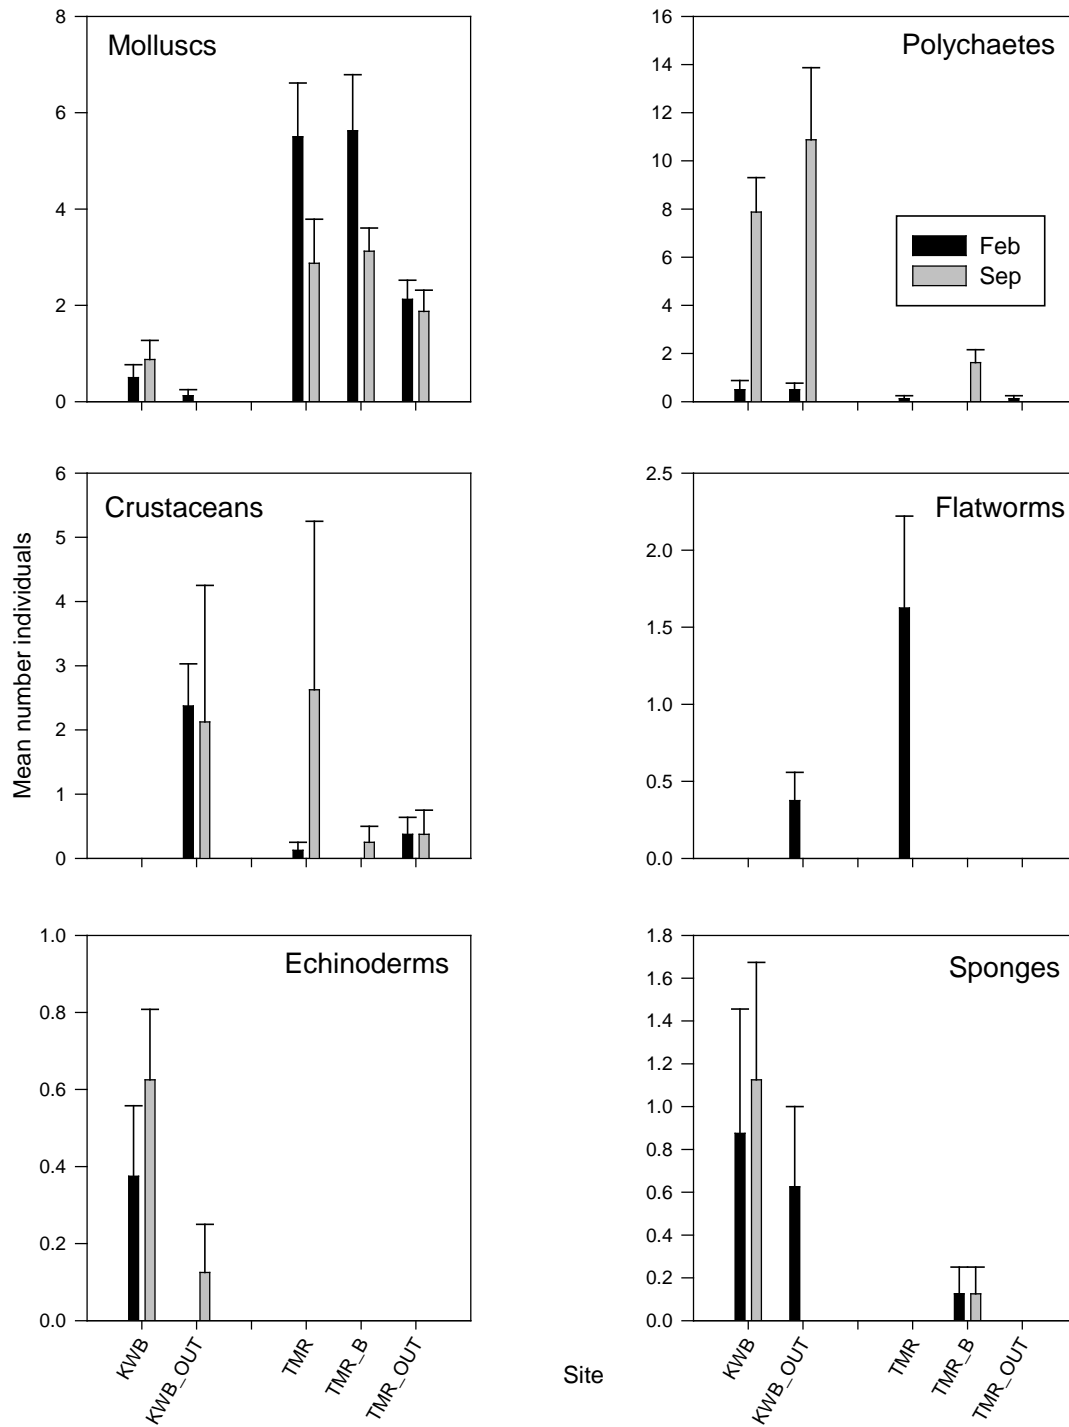 Molluscs
8
6
4
2
0
Polychaetes
16
14
12
10
8
6
4
2
0
Feb
Sep
Mean number individuals
Crustaceans
6
5
4
3
2
1
0
Flatworms
2.5
2.0
1.5
1.0
0.5
0.0
Echinoderms
1.0
0.8
0.6
0.4
0.2
0.0
KWB
KWB_OUT
TMR
TMR_B
TMR_OUT
Sponges
1.8
1.6
1.4
1.2
1.0
0.8
0.6
0.4
0.2
0.0
KWB
KWB_OUT
TMR
TMR_B
TMR_OUT
Site